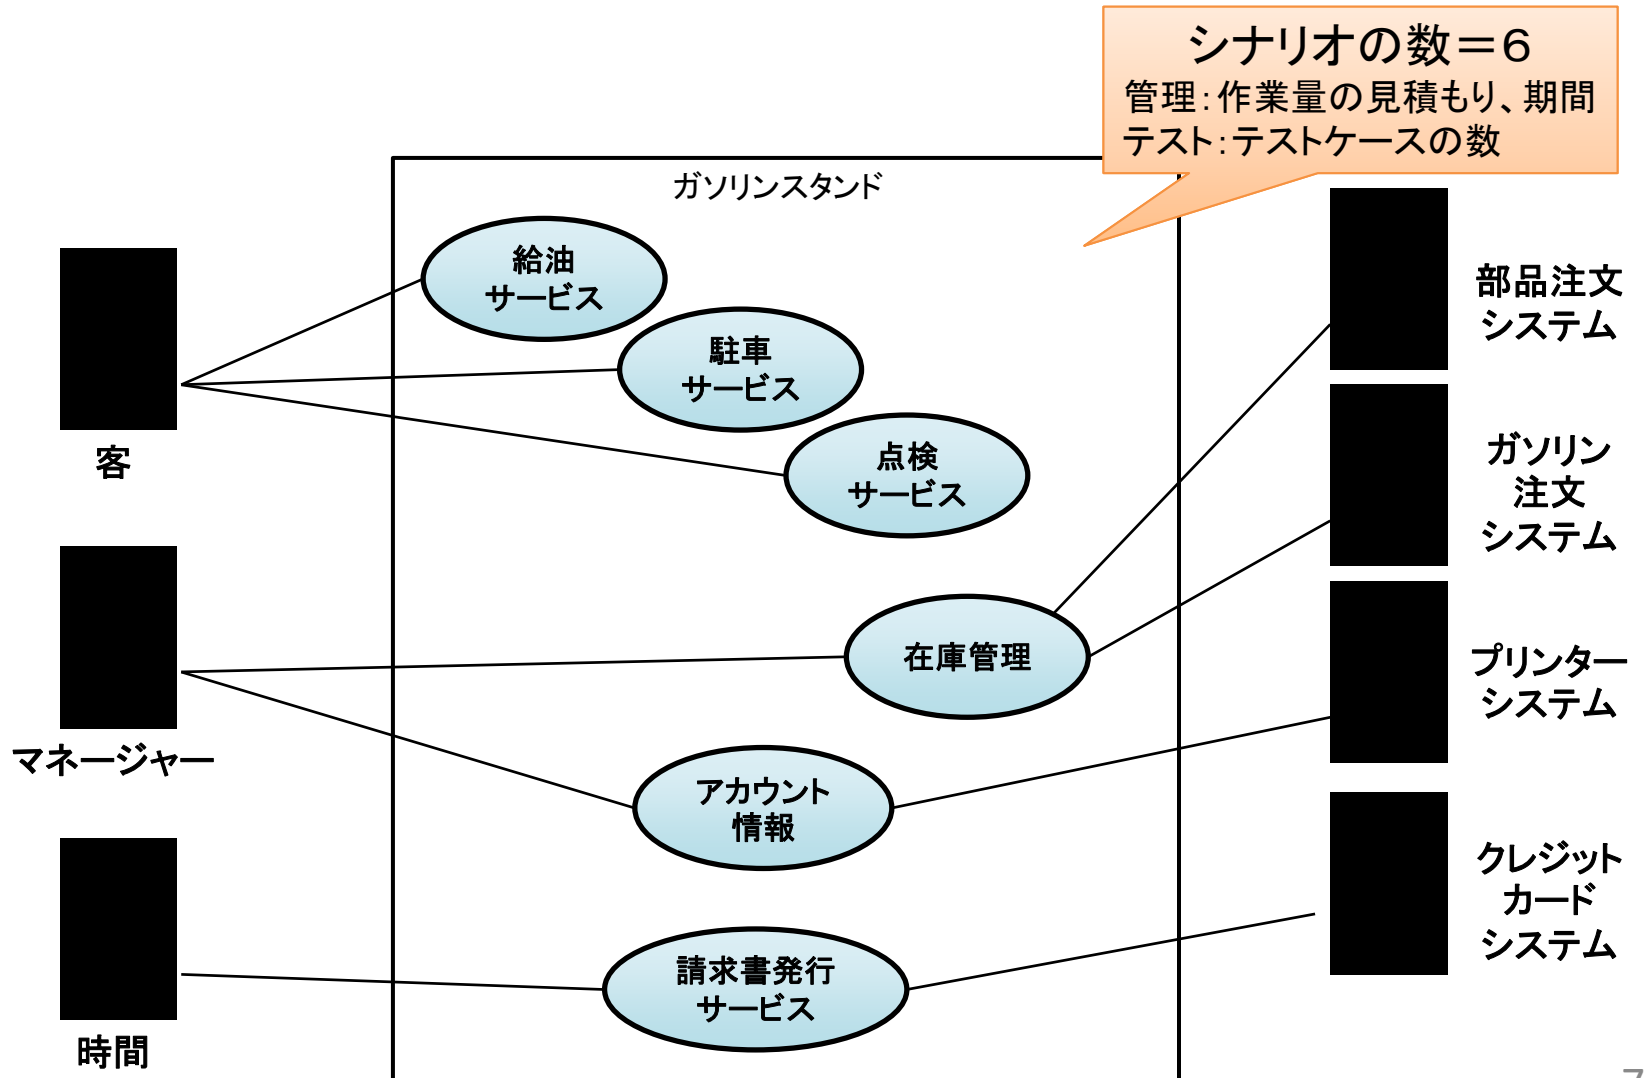 シナリオの数＝６
管理：作業量の見積もり、期間
テスト：テストケースの数
ガソリンスタンド
給油
サービス
駐車
サービス
点検
サービス
在庫管理
アカウント
情報
請求書発行
サービス
客
マネージャー
時間
部品注文
システム
ガソリン
注文
システム
プリンター
システム
クレジット
カード
システム